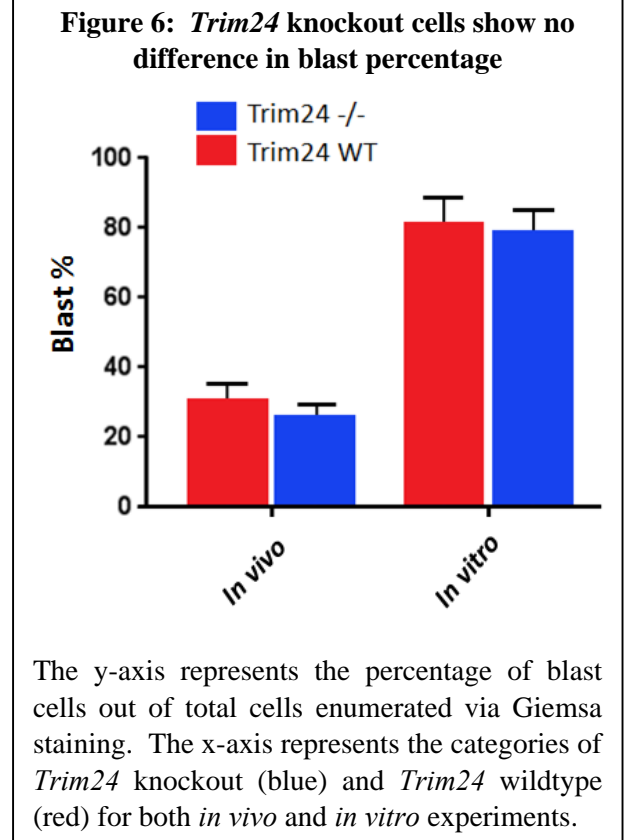 Figure 6: Trim24 knockout cells show no
difference in blast percentage
Trim24 -/-
Trim24 WT
100
80
60
40
20
0
Blast %
In vivo
In vitro
The y-axis represents the percentage of blast
cells out of total cells enumerated via Giemsa
staining. The x-axis represents the categories of
Trim24 knockout (blue) and Trim24 wildtype
(red) for both in vivo and in vitro experiments.